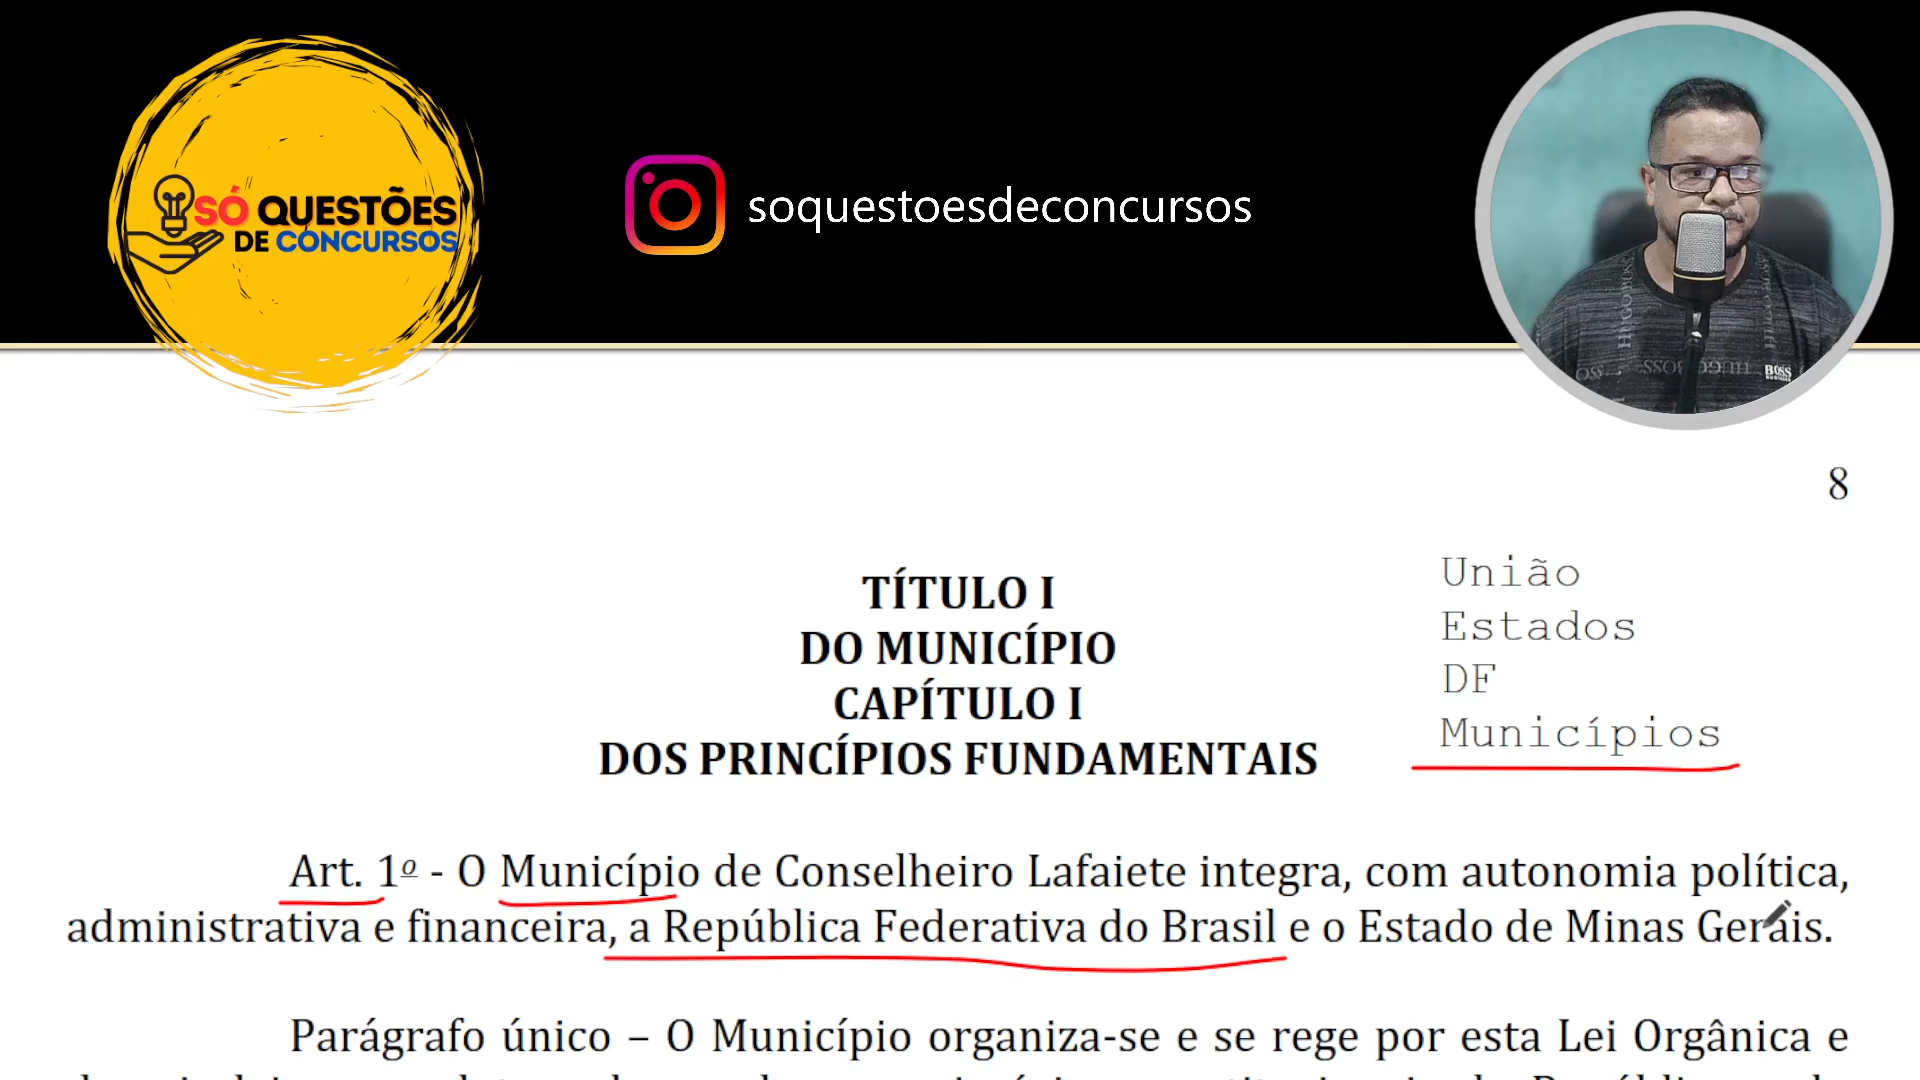 SÓ QUESTÕES
DE CONCURSOS
soquestoesdeconcursos
BOSS
8
TÍTULO I
DO MUNICÍPIO
CAPÍTULO I
DOS PRINCÍPIOS FUNDAMENTAIS
União
Estados
DF
Municípios
Art. 1º - O Município de Conselheiro Lafaiete integra, com autonomia política,
administrativa e financeira, a República Federativa do Brasil e o Estado de Minas Gerais.
Parágrafo único – O Município organiza-se e se rege por esta Lei Orgânica e